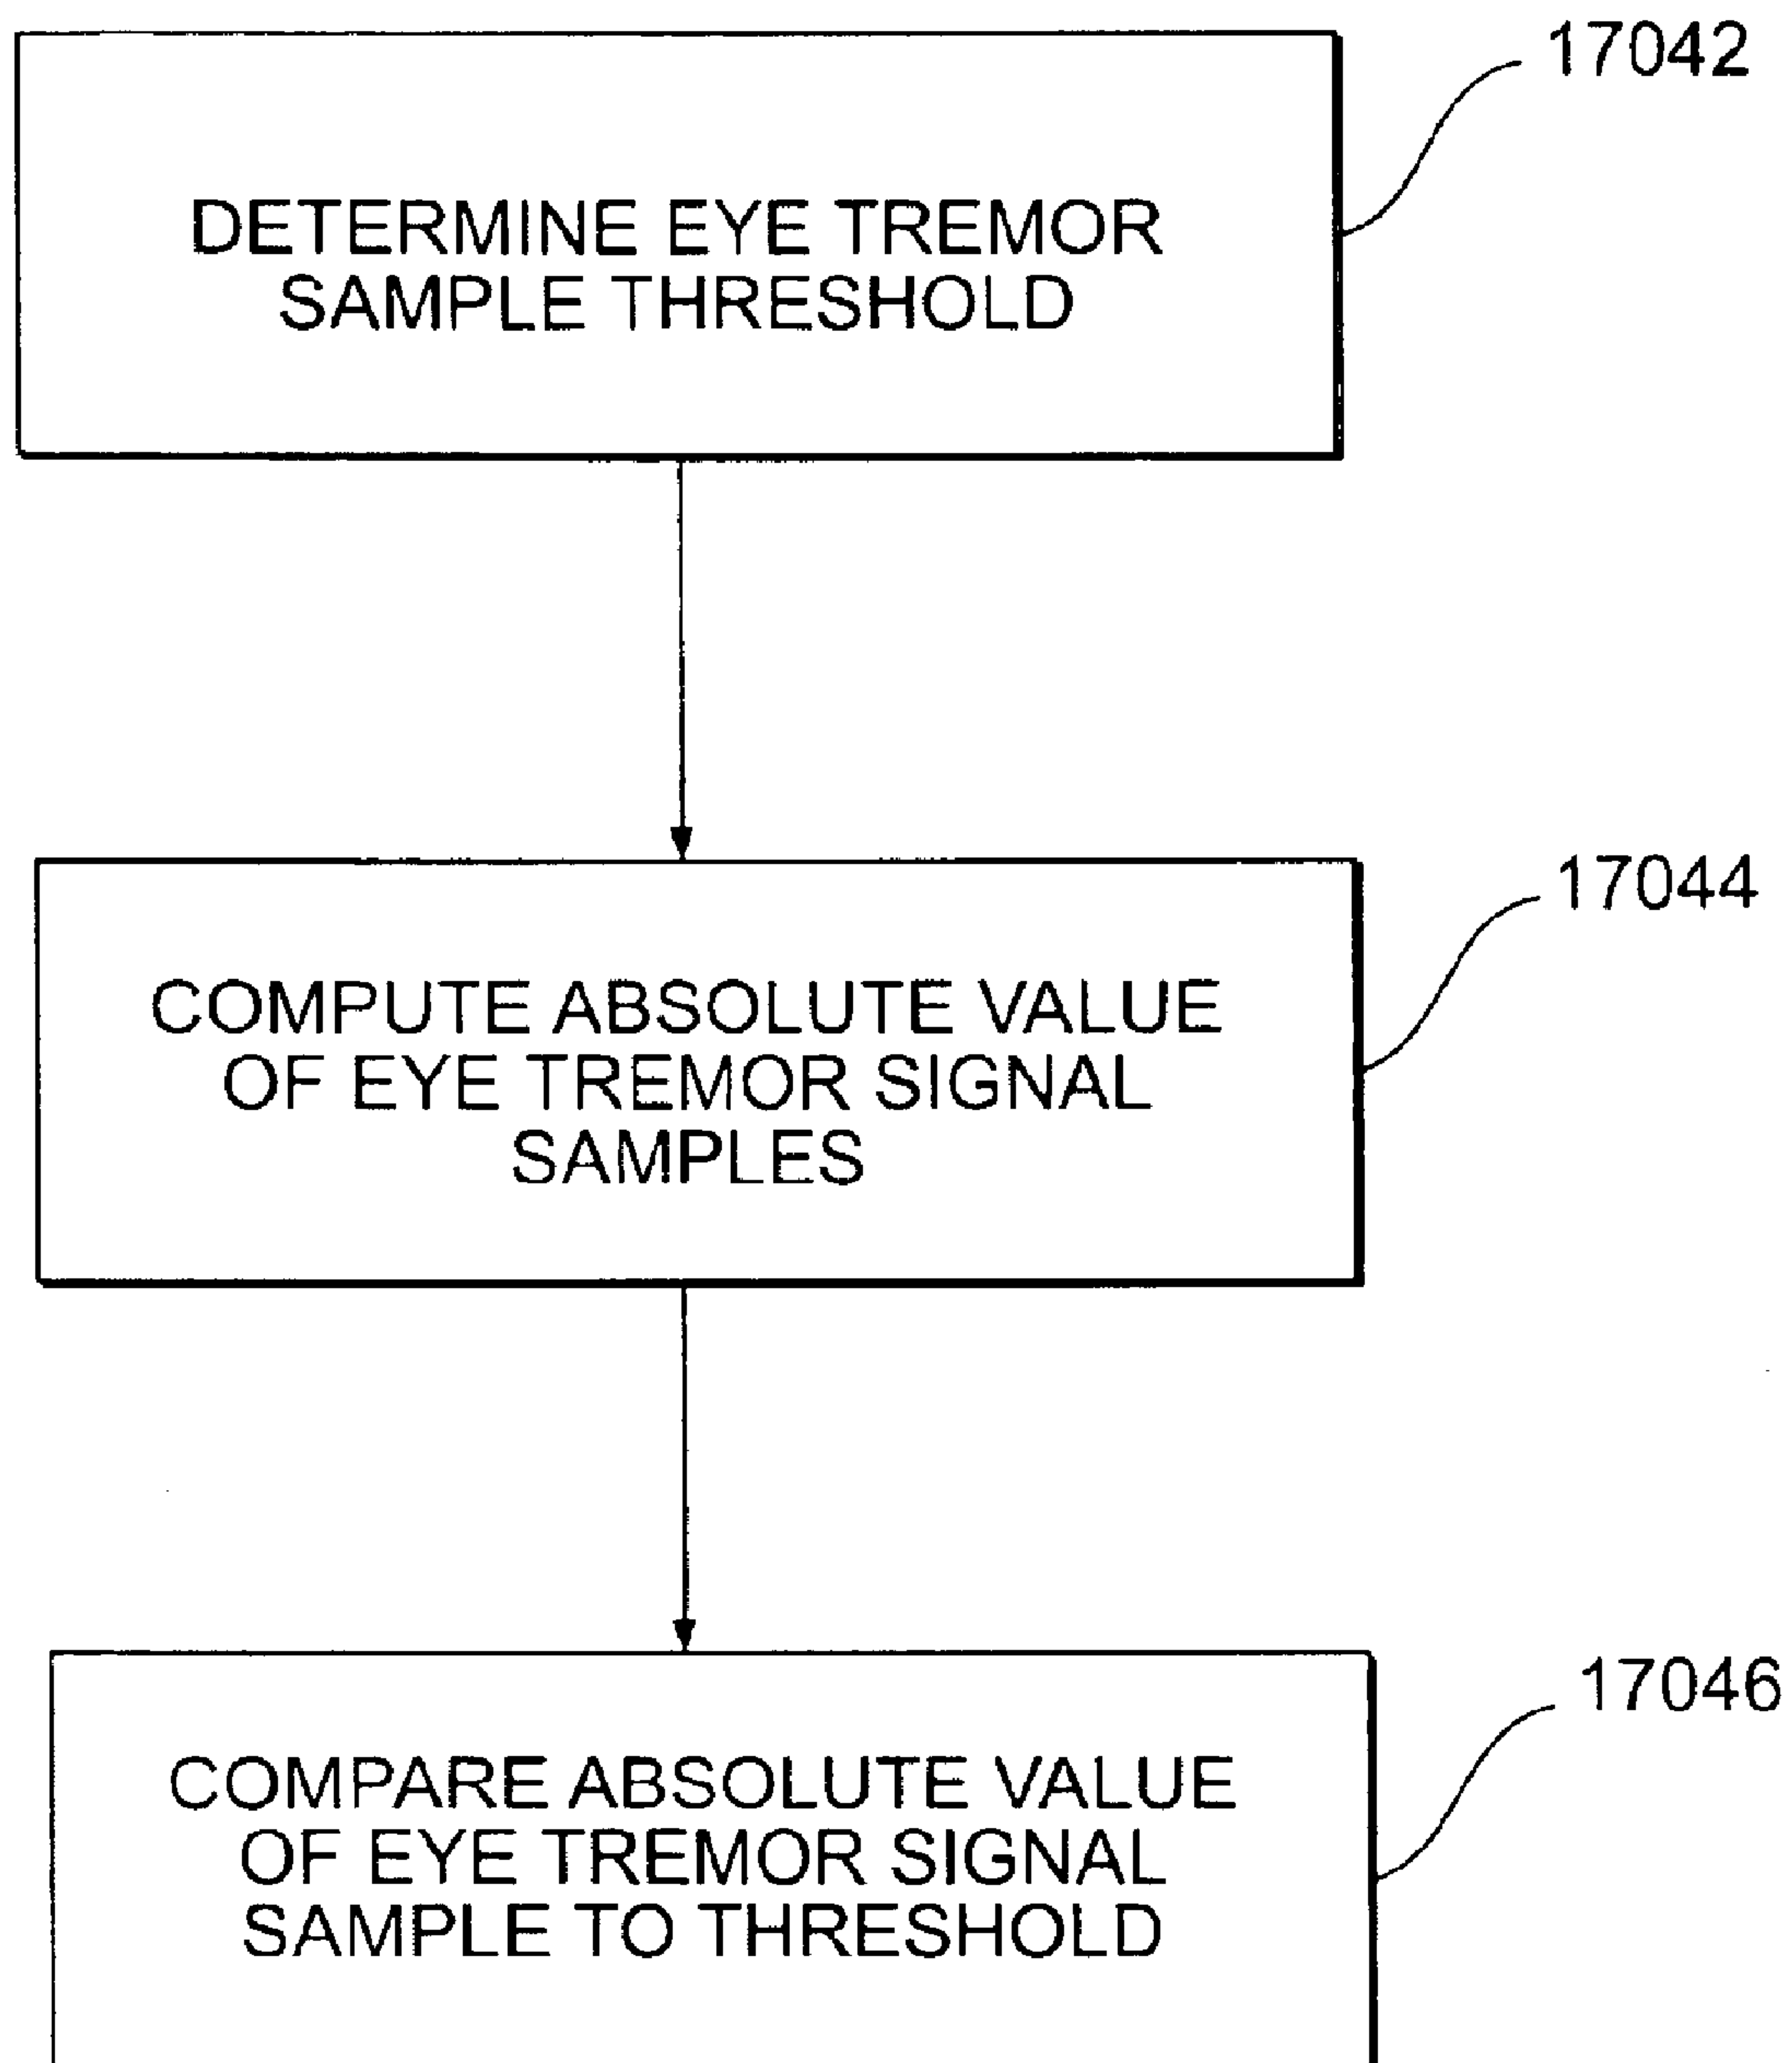 17042
DETERMINE EYE TREMOR
SAMPLE THRESHOLD
17044
COMPUTE ABSOLUTE VALUE
OF EYE TREMOR SIGNAL
SAMPLES
17046
COMPARE ABSOLUTE VALUE
OF EYE TREMOR SIGNAL
SAMPLE TO THRESHOLD